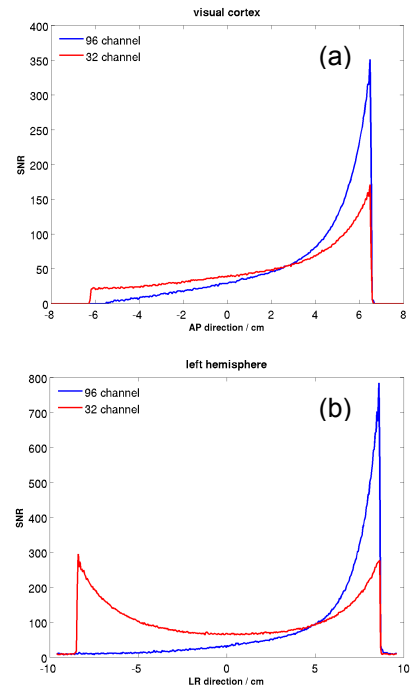 visual cortex
400
350
300
250
200
150
100
50
0
SNR
96 channel
32 channel
(a)
-8 -6 -4 -2 0 2 4 6 8
AP direction / cm
left hemisphere
800
700
600
500
400
300
200
100
0
SNR
96 channel
32 channel
(b)
-10 -5 0 5 10
LR direction / cm